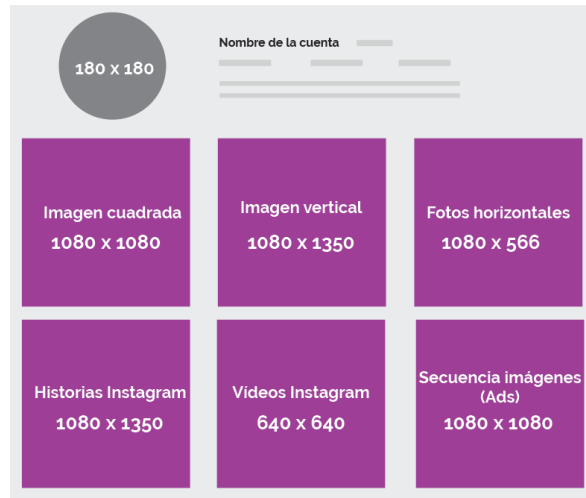 180 x 180
Nombre de la cuenta
Imagen cuadrada
1080 x 1080
Imagen vertical
1080 x 1350
Fotos horizontales
1080 x 566
Historias Instagram
1080 x 1350
Vídeos Instagram
640 x 640
Secuencia imágenes
(Ads)
1080 x 1080